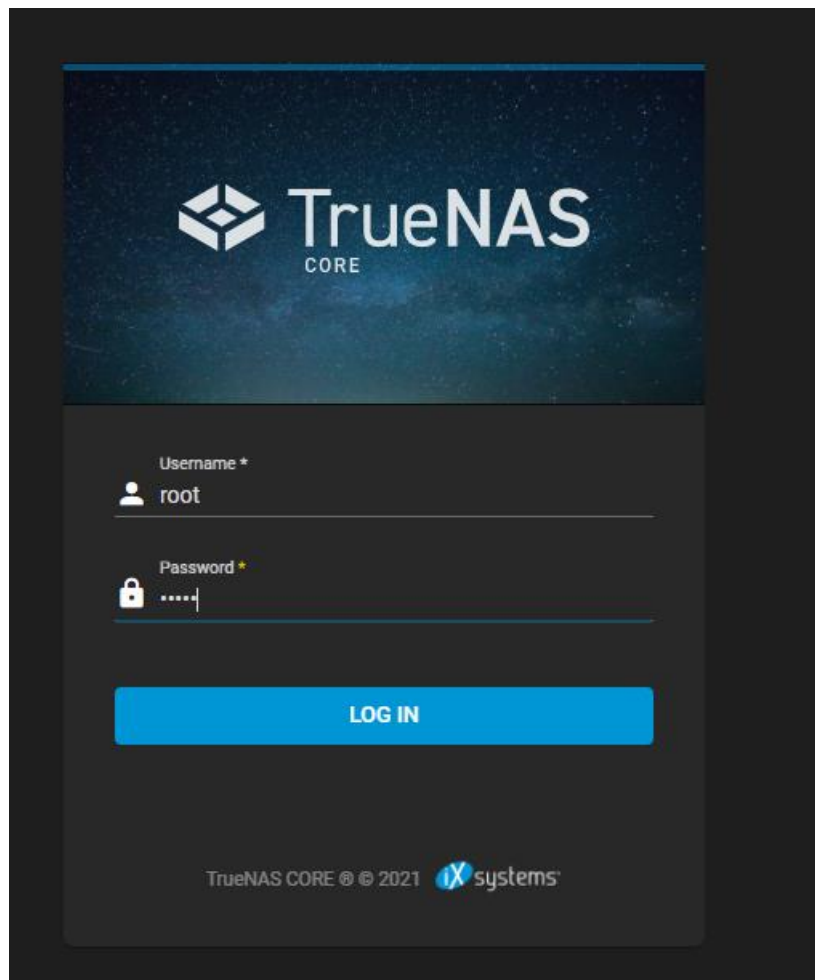 TrueNAS
CORE
Username *
root
Password *
•••••
LOG IN
TrueNAS CORE ® © 2021 iX systems